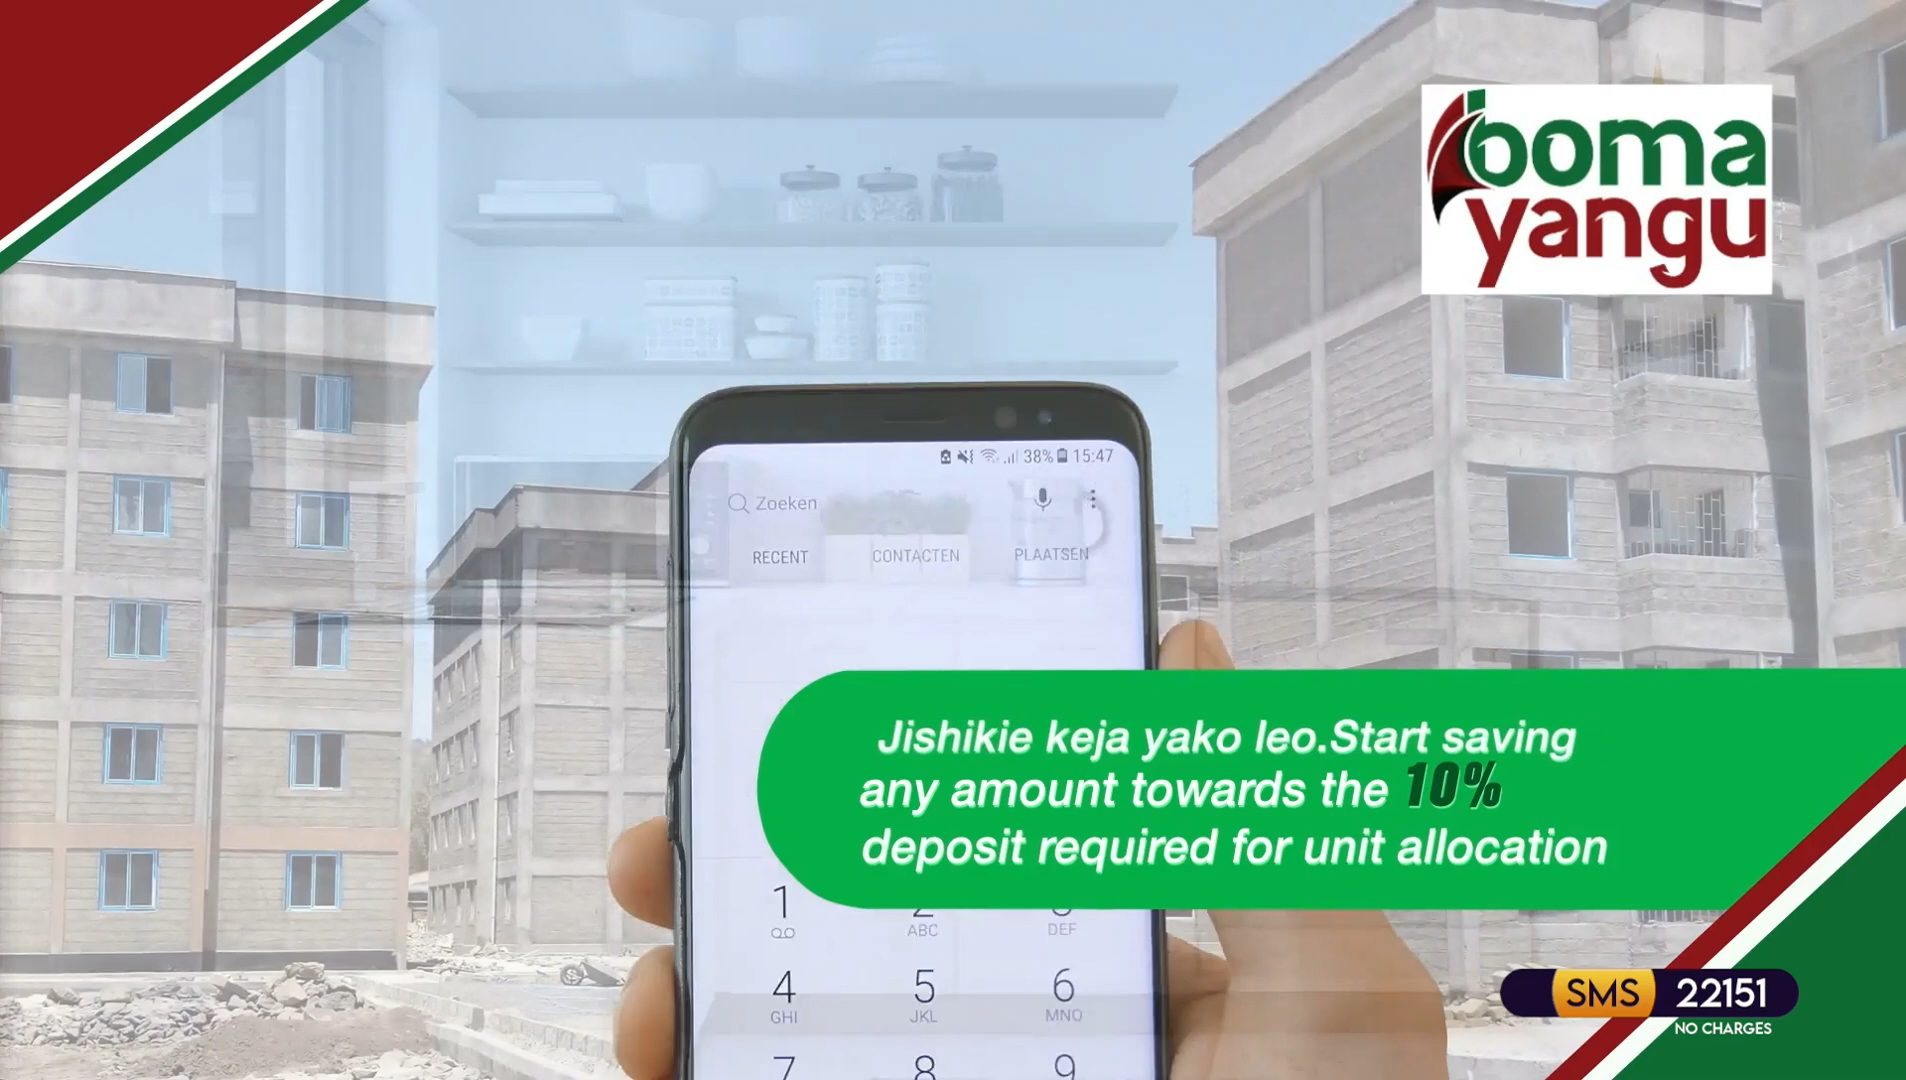 boma
yangu
38% 15:47
Zoeken
RECENT CONTACTEN PLAATSEN
Jishikie keja yako leo.Start saving
any amount towards the 10%
deposit required for unit allocation
1 2
ABC DEF
4 5 6
GHI JKL MNO
7 8 9
SMS 22151
NO CHARGES